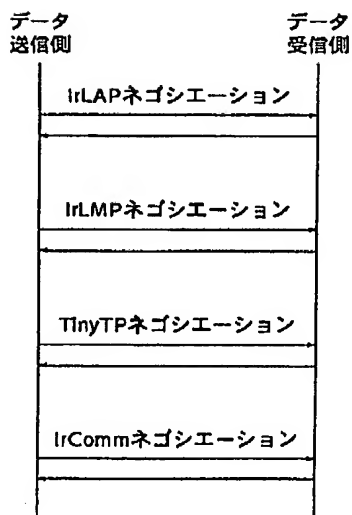 データ
送信側
データ
受信側
IrLAPネゴシエーション
IrLMPネゴシエーション
TinyTPネゴシエーション
IrCommネゴシエーション